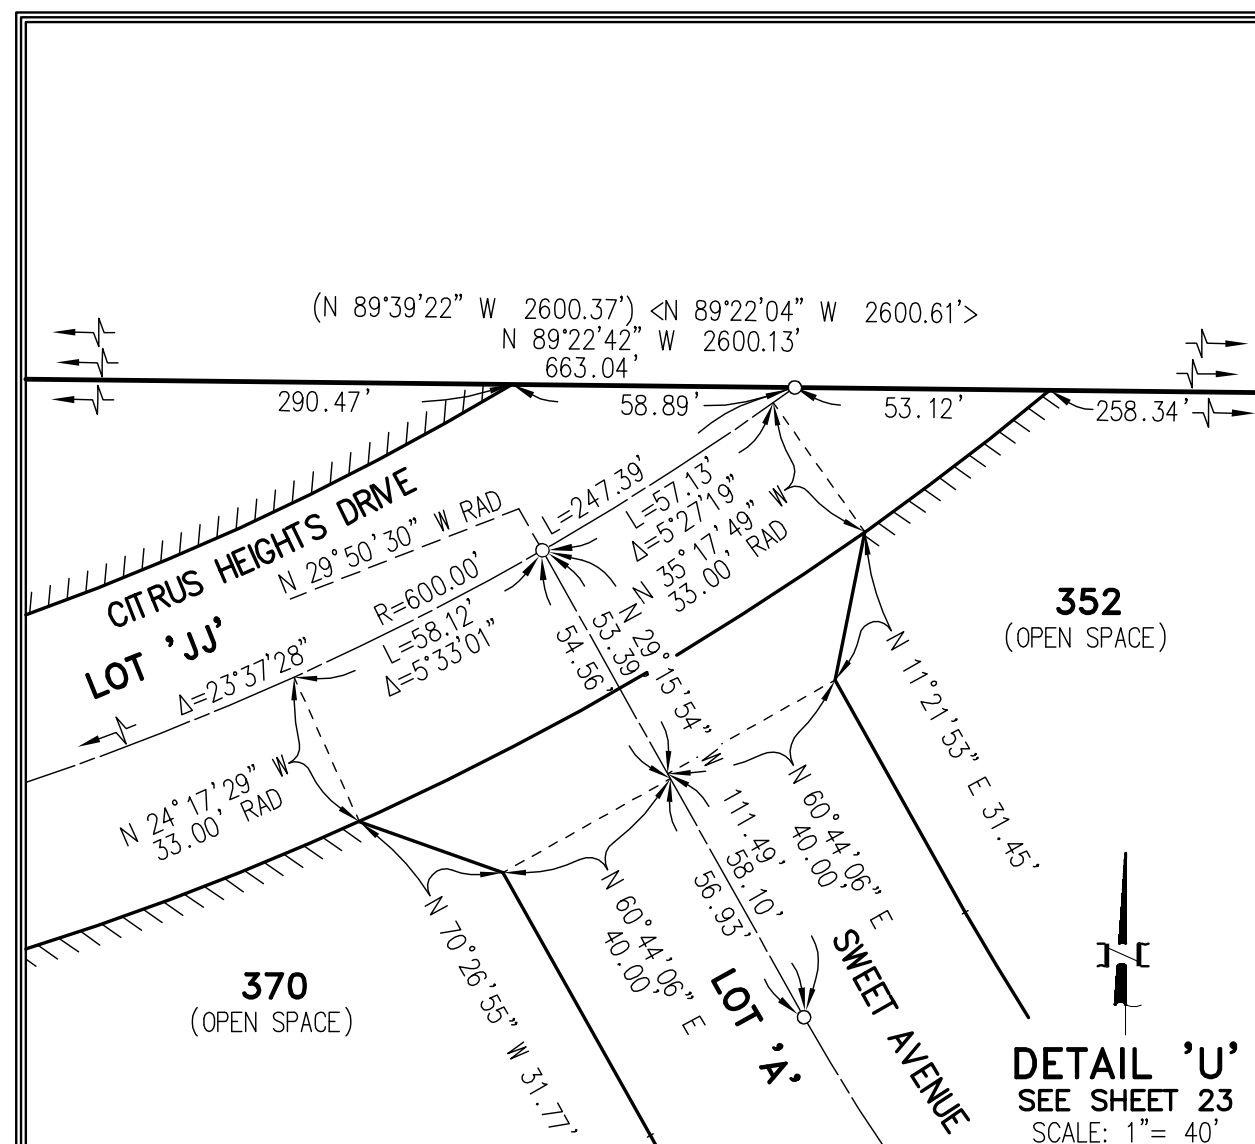 (N 89°39'22" W 2600.37') <N 89°22'04" W 2600.61'>
N 89°22'42" W 2600.13'
663.04'
290.47'
58.89'
53.12'
258.34'
CITRUS HEIGHTS DRIVE
LOT 'JJ'
N 29°50'30" W RAD
L=247.39'
L=57.13'
Δ=5°27'19"
N 35°17'49" W
33.00' RAD
R=600.00'
L=58.12'
Δ=5°33'01"
Δ=23°37'28"
N 29°15'54" W
53.39'
54.56'
352
(OPEN SPACE)
N 11°21'53" E 31.45'
N 24°17'29" W
33.00' RAD
N 60°44'06" E
40.00'
111.49'
58.10'
56.93'
N 60°44'06" E
40.00'
N 70°26'55" W 31.77'
370
(OPEN SPACE)
LOT 'A'
SWEET AVENUE
DETAIL 'U'
SEE SHEET 23
SCALE: 1"= 40'